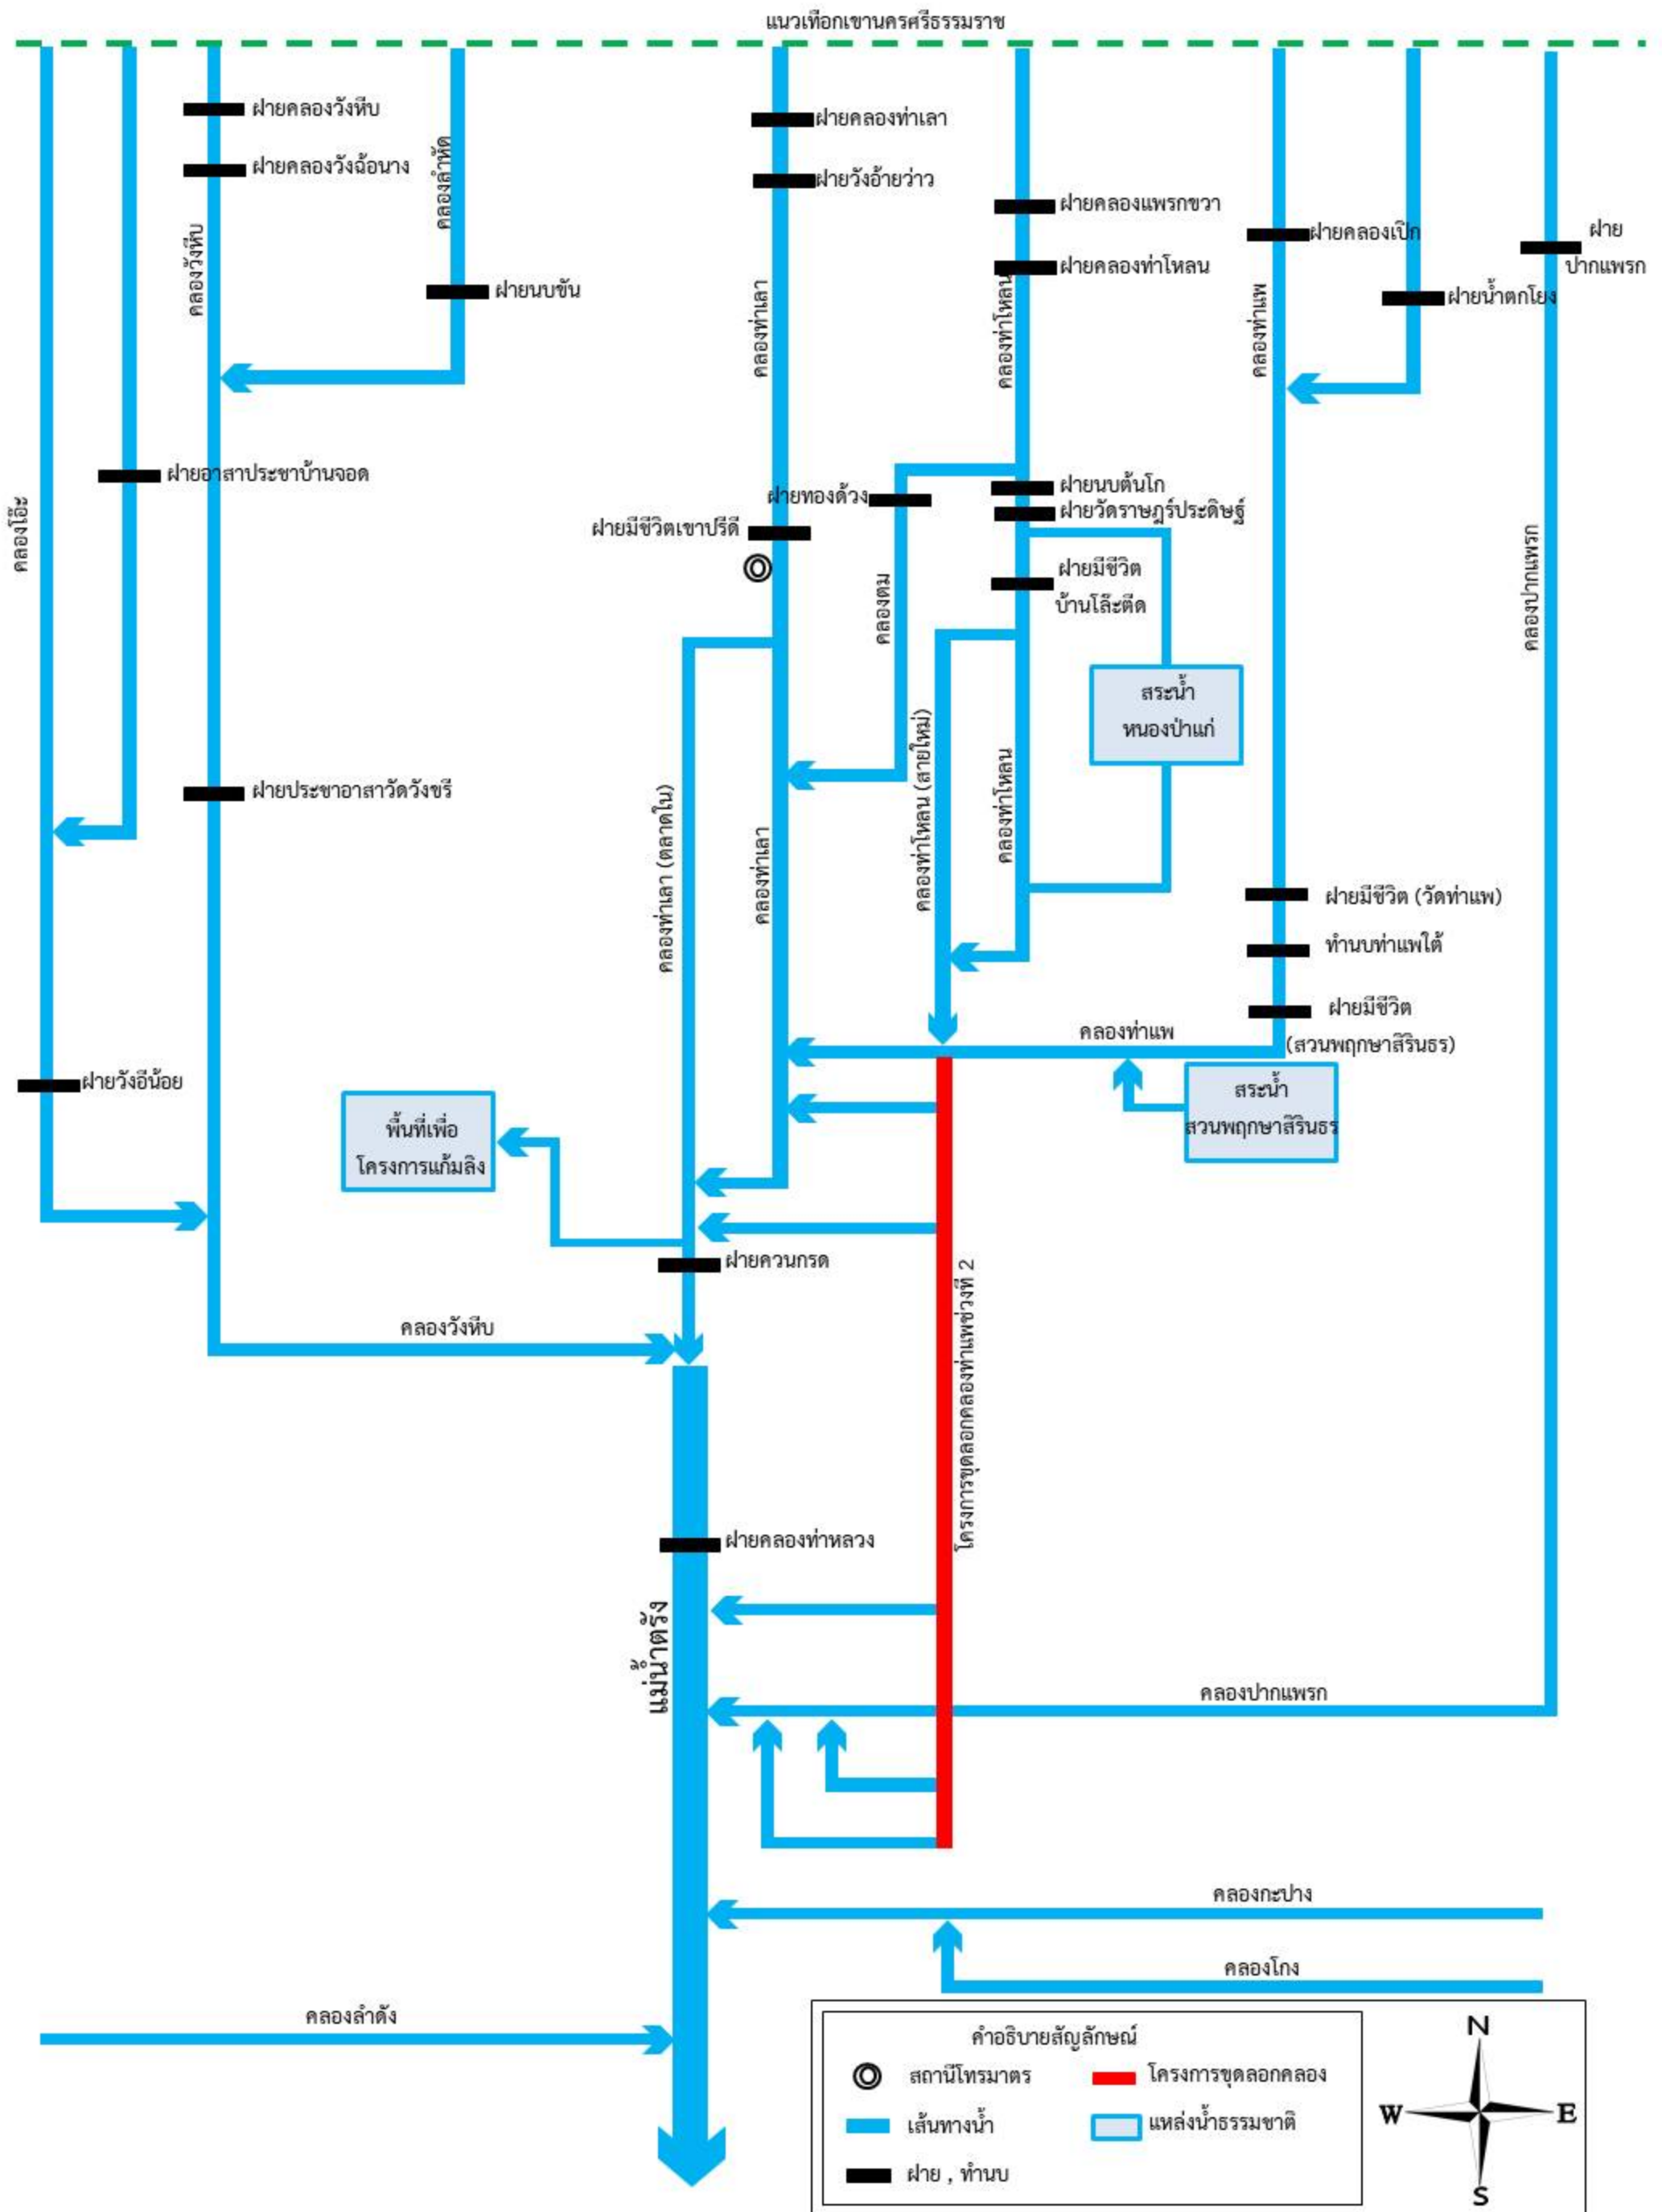 แนวเทือกเขานครศรีธรรมราช
ฝายคลองวังหีบ
ฝายคลองท่าเลา
ฝายคลองวังฉ้อนาง
คลองลำหัด
ฝายวังอ้ายว่าว
ฝายคลองแพรกขวา
คลองวังหีบ
ฝายคลองเปิก
ฝาย
ปากแพรก
ฝายคลองท่าโหลน
ฝายนบขัน
ฝายน้ำตกโยง
คลองท่าเลา
คลองท่าโหลน
คลองท่าแพ
ฝายอาสาประชาบ้านจอด
ฝายทองด้วง
ฝายนบต้นโก
ฝายวัดราษฎร์ประดิษฐ์
คลองโอ๊ะ
ฝายมีชีวิตเขาปรีดี
ฝายมีชีวิต
บ้านโล๊ะตีด
คลองตม
คลองปากแพรก
สระน้ำ
หนองป่าแก่
ฝายประชาอาสาวัดวังขรี
คลองท่าเลา (ตลาดใน)
คลองท่าเลา
คลองท่าโหลน (สายใหม่)
คลองท่าโหลน
ฝายมีชีวิต (วัดท่าแพ)
ทำนบท่าแพใต้
ฝายมีชีวิต
(สวนพฤกษาสิรินธร)
คลองท่าแพ
ฝายวังอีน้อย
สระน้ำ
สวนพฤกษาสิรินธร
พื้นที่เพื่อ
โครงการแก้มลิง
ฝายควนกรด
คลองวังหีบ
โครงการขุดลอกคลองท่าแพช่วงที่ 2
ฝายคลองท่าหลวง
แม่น้ำตรัง
คลองปากแพรก
คลองกะปาง
คลองโกง
คลองลำดัง
คำอธิบายสัญลักษณ์
สถานีโทรมาตร
โครงการขุดลอกคลอง
เส้นทางน้ำ
แหล่งน้ำธรรมชาติ
ฝาย , ทำนบ
N
W
E
S